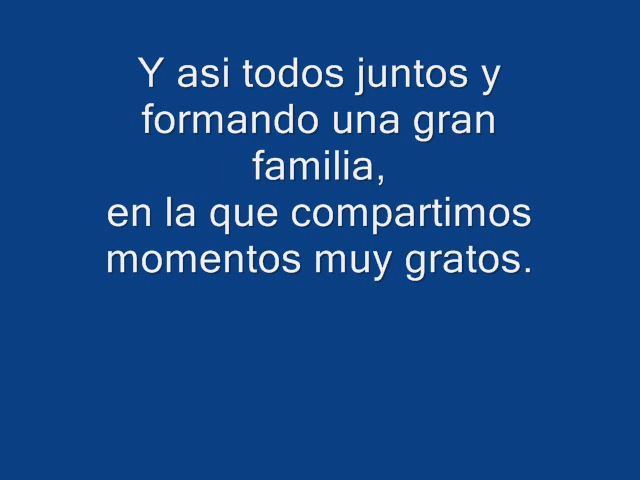 Y asi todos juntos y
formando una gran
familia,
en la que compartimos
momentos muy gratos.